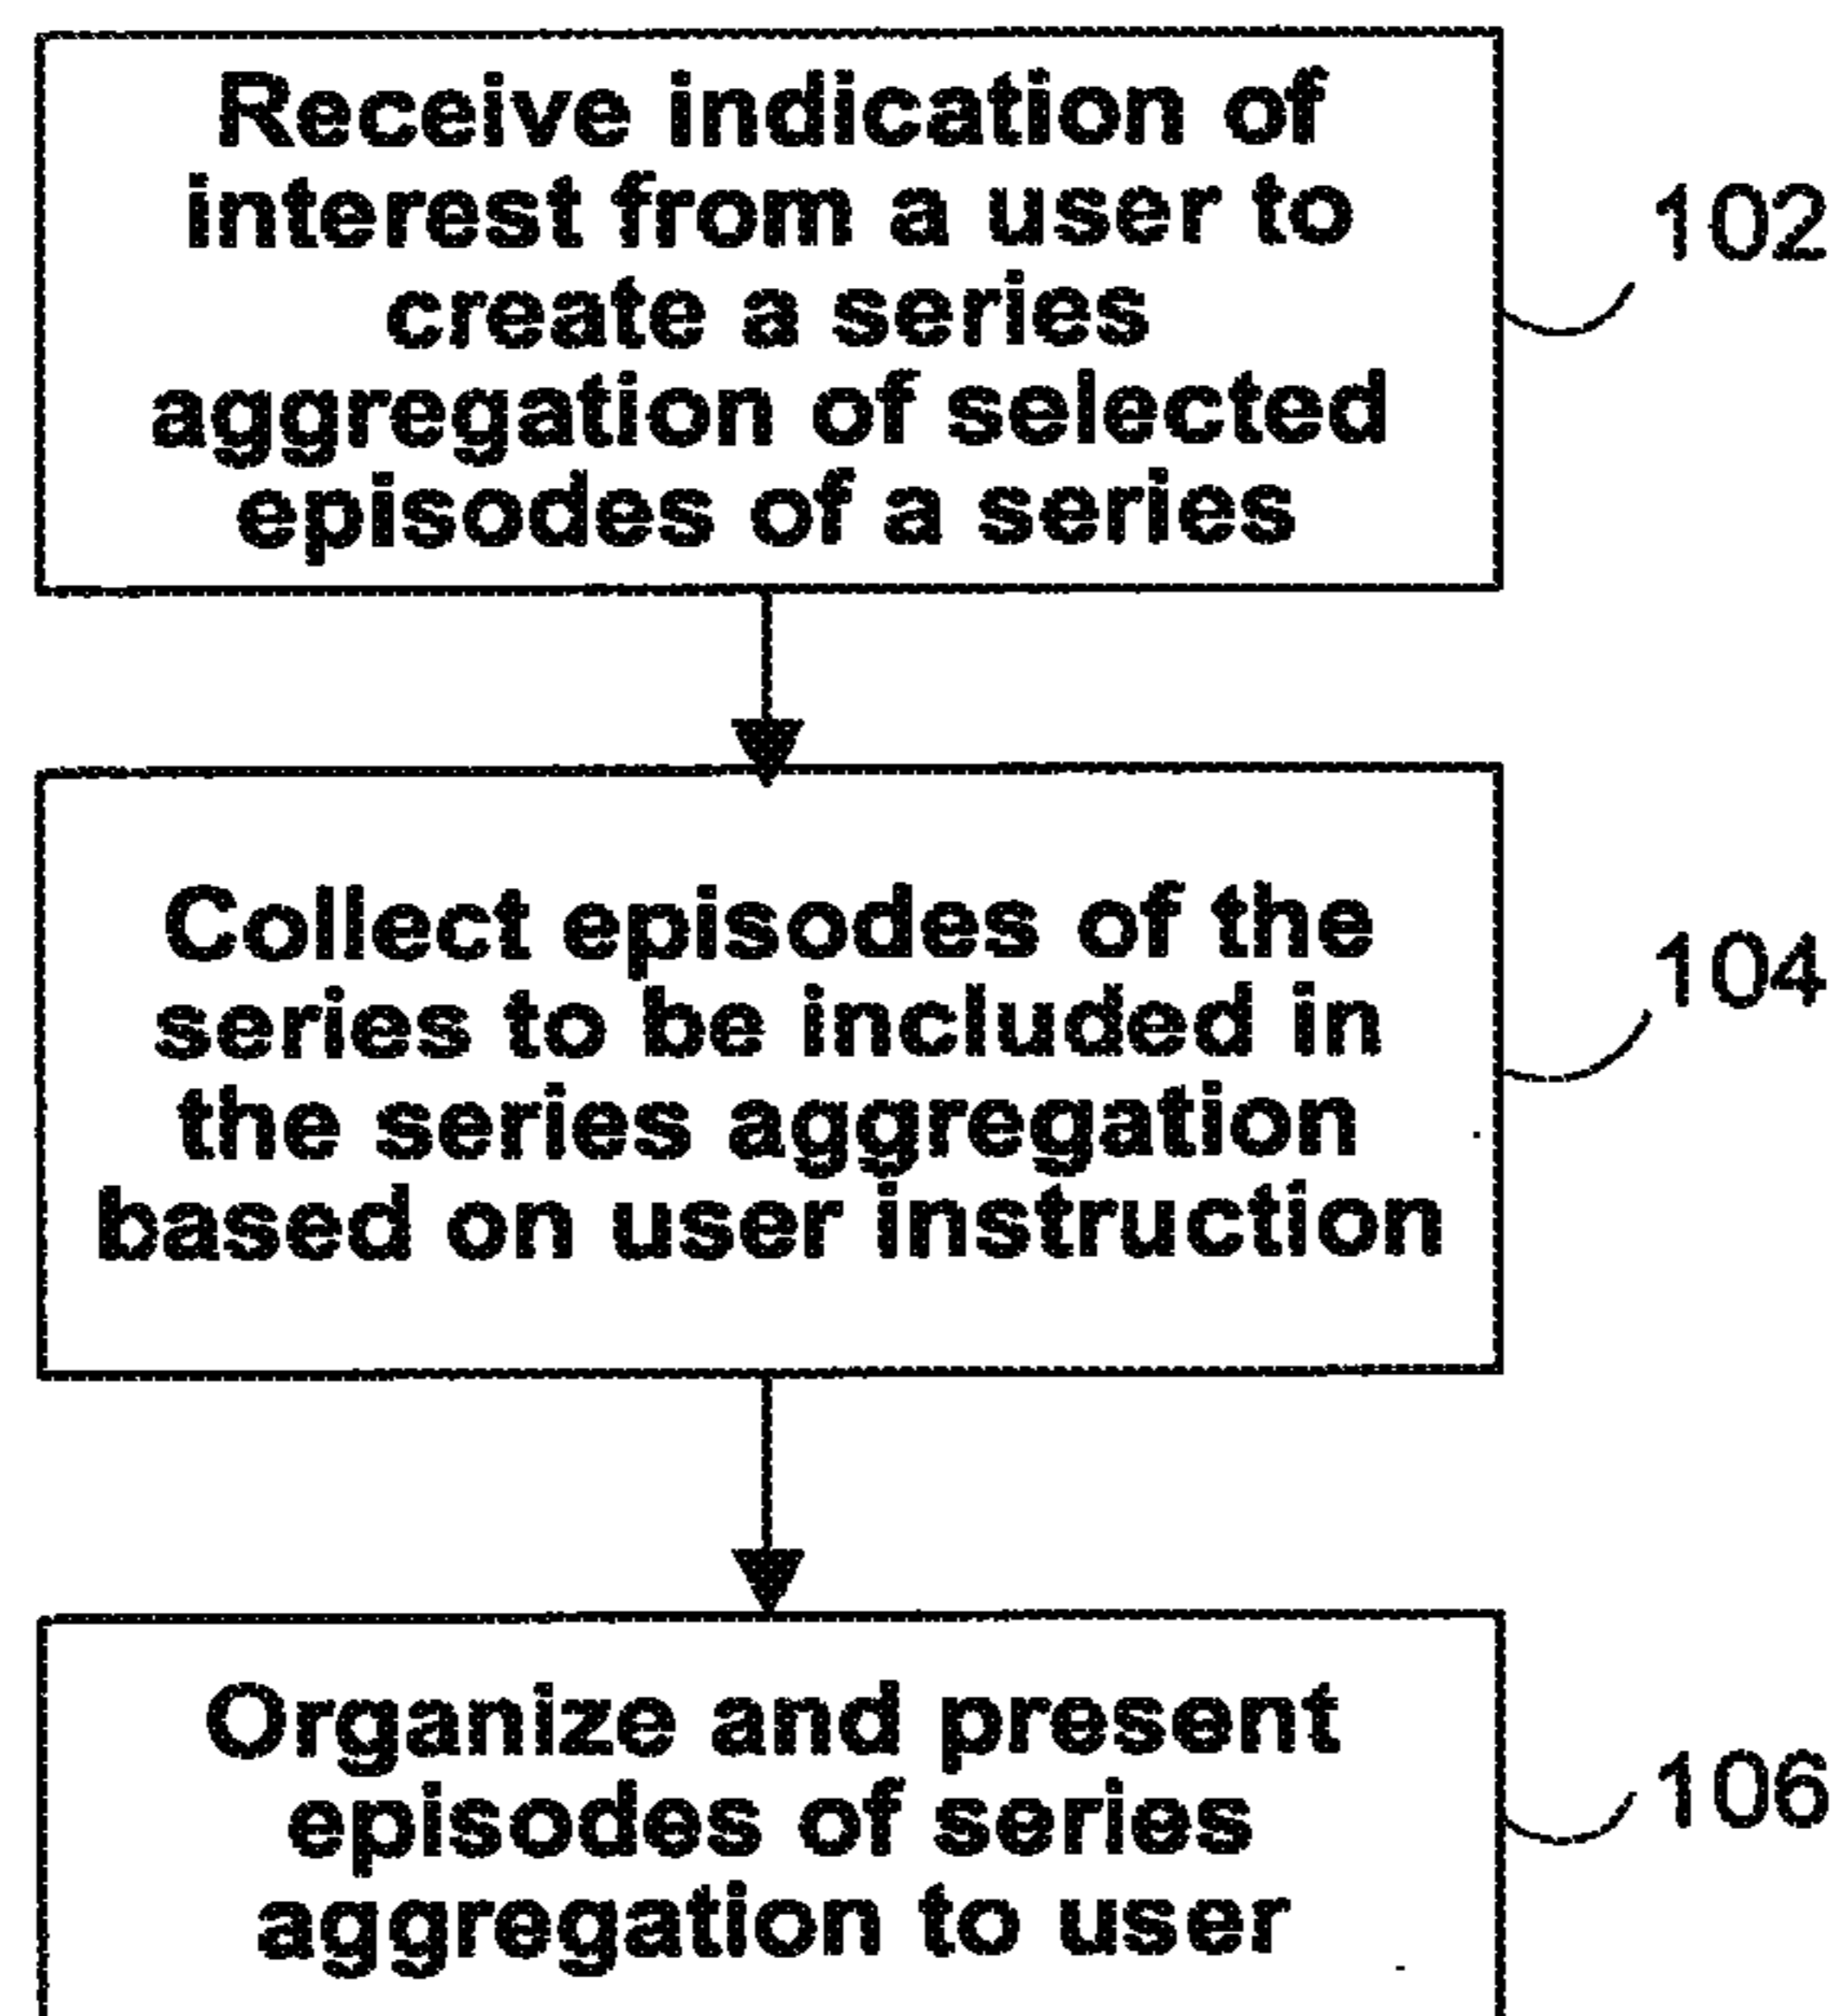 Receive indication of
interest from a user to
create a series
aggregation of selected
episodes of a series
102
Collect episodes of the
series to be included in
the series aggregation
based on user instruction
104
Organize and present
episodes of series
aggregation to user
106